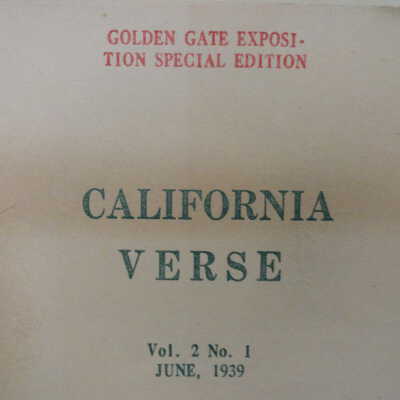 GOLDEN GATE EXPOSI-
TION SPECIAL EDITION
CALIFORNIA
VERSE
Vol. 2 No. 1
JUNE, 1939